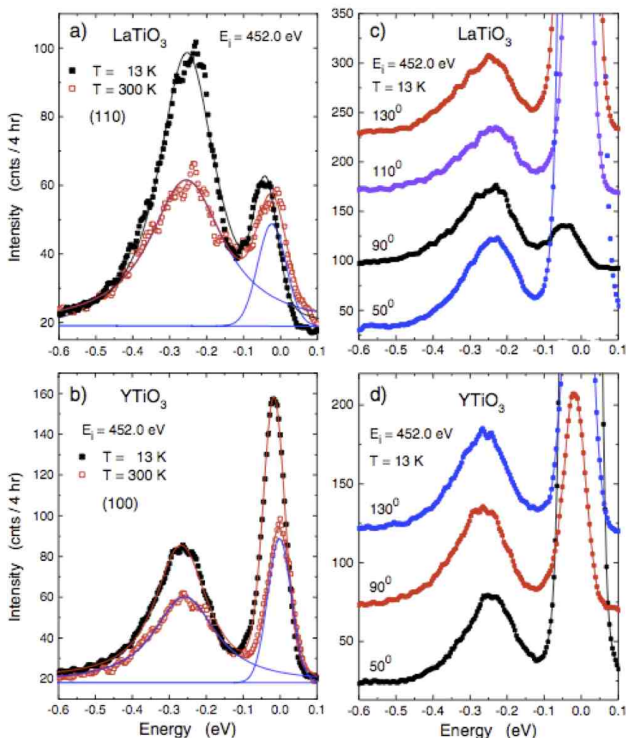 a)
LaTiO3
Ei = 452.0 eV
T = 13 K
T = 300 K
(110)
Intensity (cnts / 4 hr)
100
80
60
40
20
-0.6 -0.5 -0.4 -0.3 -0.2 -0.1 0.0 0.1
c)
LaTiO3
Ei = 452.0 eV
T = 13 K
130⁰
110⁰
90⁰
50⁰
350
300
250
200
150
100
50
-0.6 -0.5 -0.4 -0.3 -0.2 -0.1 0.0 0.1
b)
YTiO3
Ei = 452.0 eV
T = 13 K
T = 300 K
(100)
Intensity (cnts / 4 hr)
160
140
120
100
80
60
40
20
-0.6 -0.5 -0.4 -0.3 -0.2 -0.1 0.0 0.1
Energy (eV)
d)
YTiO3
Ei = 452.0 eV
T = 13 K
130⁰
90⁰
50⁰
200
150
100
50
-0.6 -0.5 -0.4 -0.3 -0.2 -0.1 0.0 0.1
Energy (eV)